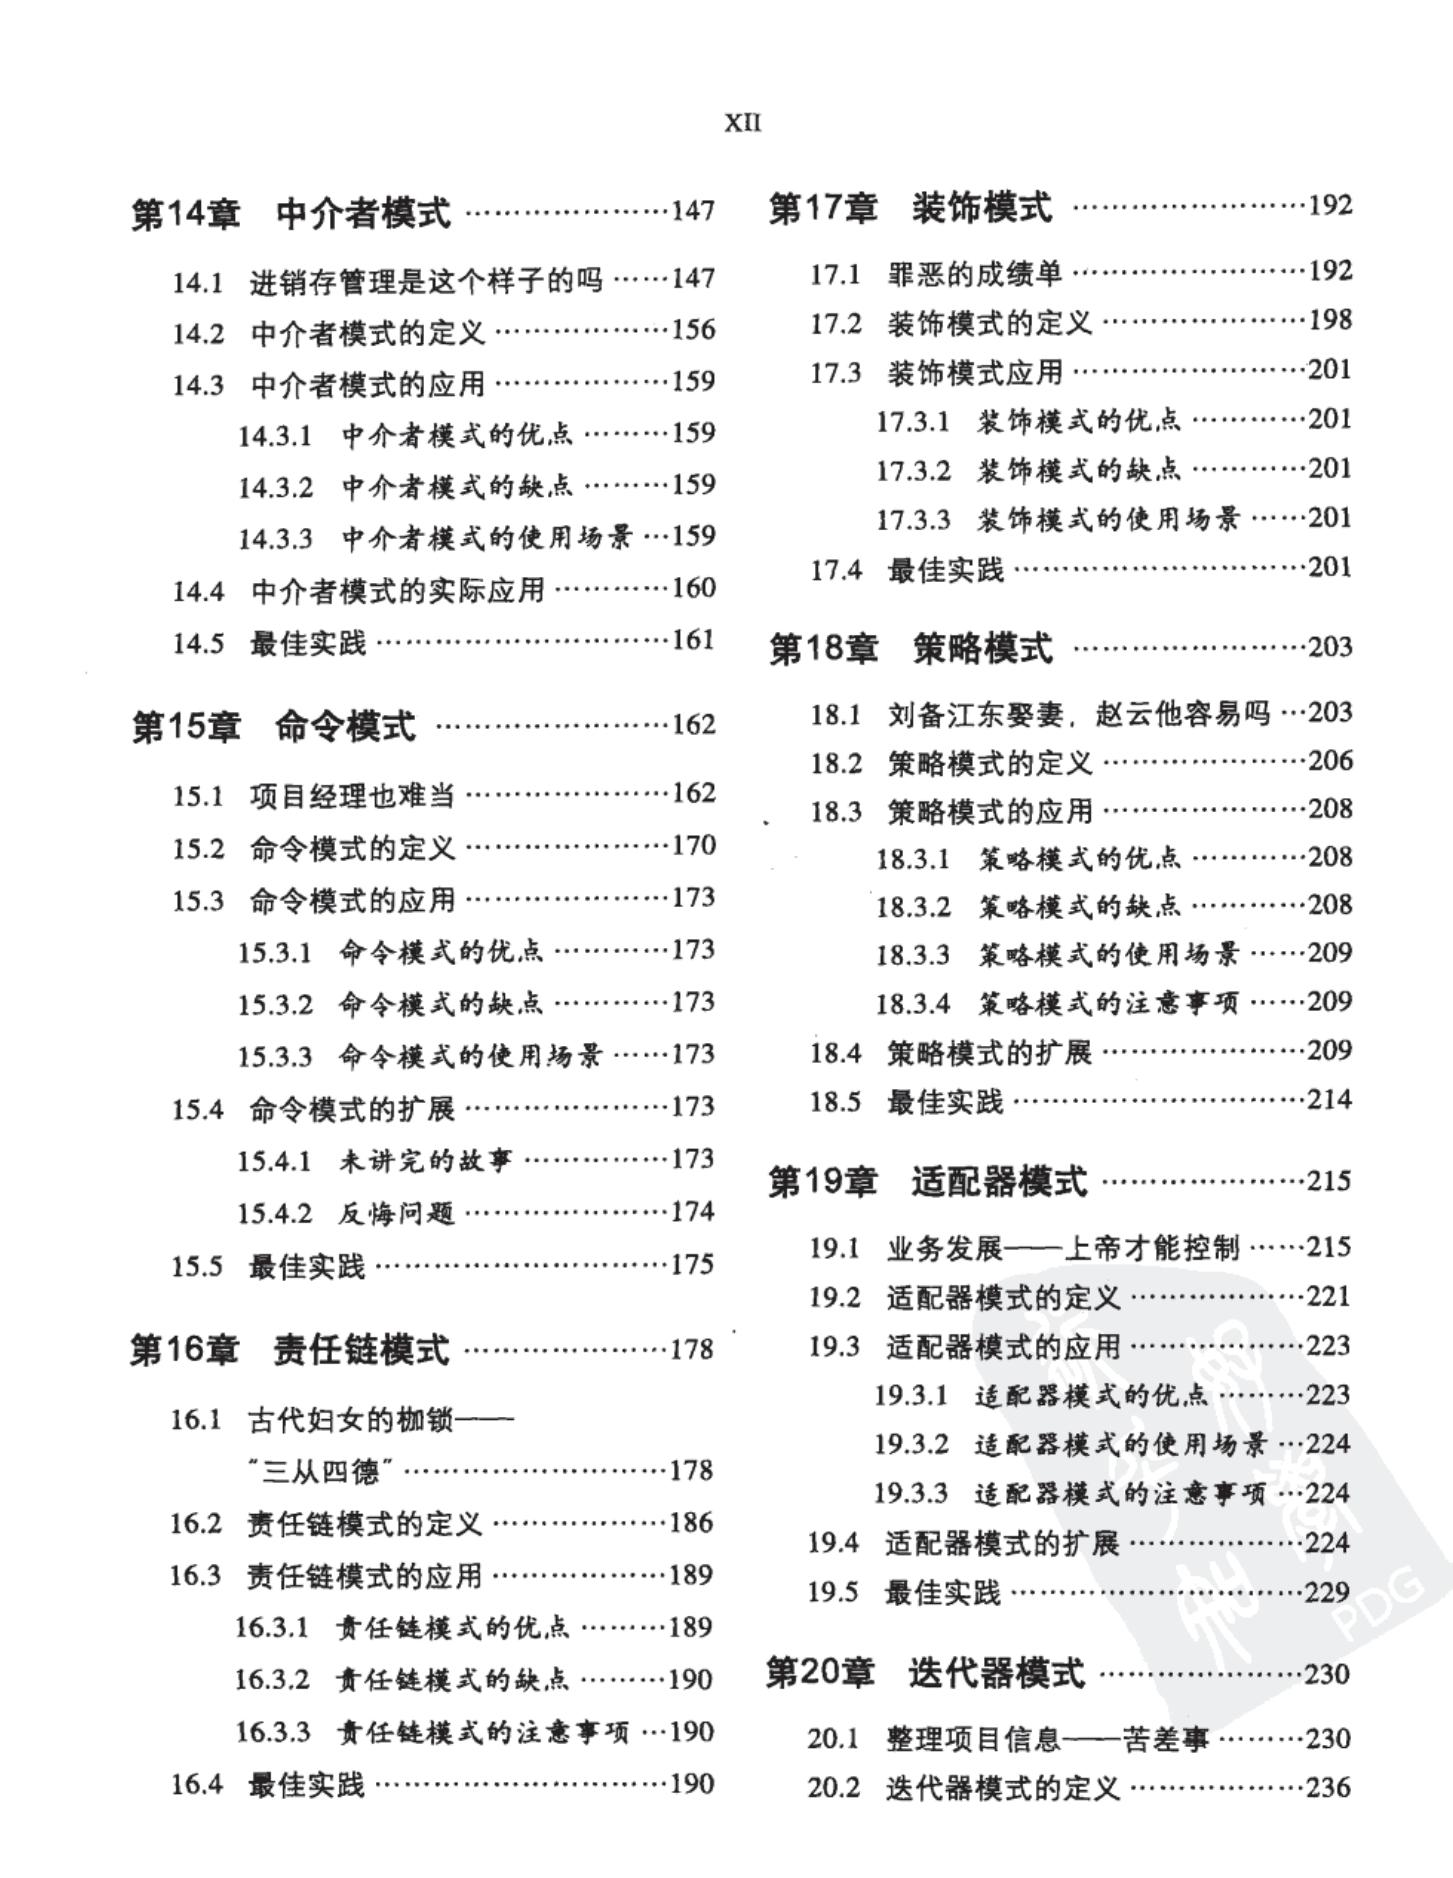 XII
第14章 中介者模式 ·····················147
14.1 进销存管理是这个样子的吗 ······147
14.2 中介者模式的定义 ··················156
14.3 中介者模式的应用 ··················159
14.3.1 中介者模式的优点 ·········159
14.3.2 中介者模式的缺点 ·········159
14.3.3 中介者模式的使用场景 ···159
14.4 中介者模式的实际应用 ············160
14.5 最佳实践 ······························161
第15章 命令模式 ························162
15.1 项目经理也难当 ·····················162
15.2 命令模式的定义 ·····················170
15.3 命令模式的应用 ·····················173
15.3.1 命令模式的优点 ············173
15.3.2 命令模式的缺点 ············173
15.3.3 命令模式的使用场景 ······173
15.4 命令模式的扩展 ·····················173
15.4.1 未讲完的故事 ···············173
15.4.2 反悔问题 ·····················174
15.5 最佳实践 ······························175
第16章 责任链模式 ·····················178
16.1 古代妇女的枷锁——
“三从四德” ···························178
16.2 责任链模式的定义 ··················186
16.3 责任链模式的应用 ··················189
16.3.1 责任链模式的优点 ·········189
16.3.2 责任链模式的缺点 ·········190
16.3.3 责任链模式的注意事项 ···190
16.4 最佳实践 ······························190
第17章 装饰模式 ························192
17.1 罪恶的成绩单 ························192
17.2 装饰模式的定义 ·····················198
17.3 装饰模式应用 ························201
17.3.1 装饰模式的优点 ············201
17.3.2 装饰模式的缺点 ············201
17.3.3 装饰模式的使用场景 ······201
17.4 最佳实践 ······························201
第18章 策略模式 ························203
18.1 刘备江东娶妻，赵云他容易吗 ···203
18.2 策略模式的定义 ·····················206
18.3 策略模式的应用 ·····················208
18.3.1 策略模式的优点 ············208
18.3.2 策略模式的缺点 ············208
18.3.3 策略模式的使用场景 ······209
18.3.4 策略模式的注意事项 ······209
18.4 策略模式的扩展 ·····················209
18.5 最佳实践 ······························214
第19章 适配器模式 ·····················215
19.1 业务发展——上帝才能控制 ······215
19.2 适配器模式的定义 ··················221
19.3 适配器模式的应用 ··················223
19.3.1 适配器模式的优点 ·········223
19.3.2 适配器模式的使用场景 ···224
19.3.3 适配器模式的注意事项 ···224
19.4 适配器模式的扩展 ··················224
19.5 最佳实践 ······························229
PDG
第20章 迭代器模式 ·····················230
20.1 整理项目信息——苦差事 ·········230
20.2 迭代器模式的定义 ··················236